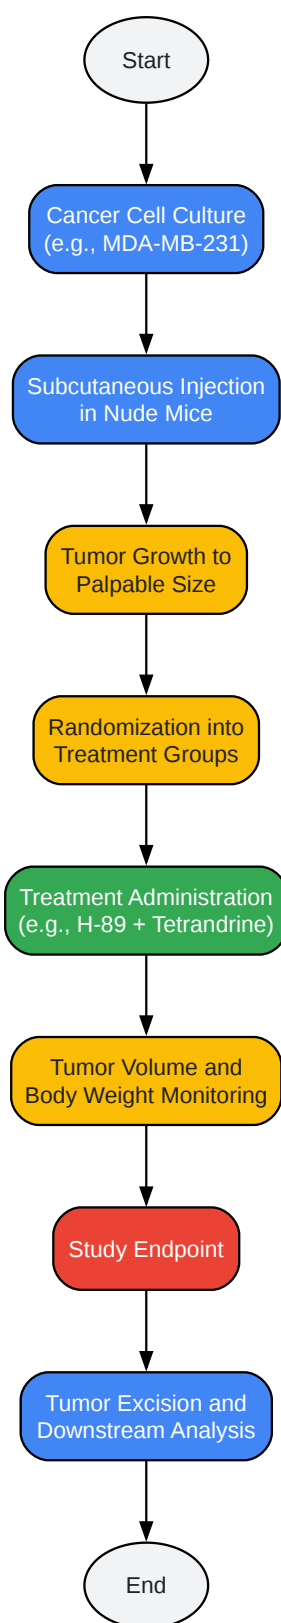 Start
Cancer Cell Culture
(e.g., MDA-MB-231)
Subcutaneous Injection
in Nude Mice
Tumor Growth to
Palpable Size
Randomization into
Treatment Groups
Treatment Administration
(e.g., H-89 + Tetrandrine)
Tumor Volume and
Body Weight Monitoring
Study Endpoint
Tumor Excision and
Downstream Analysis
End